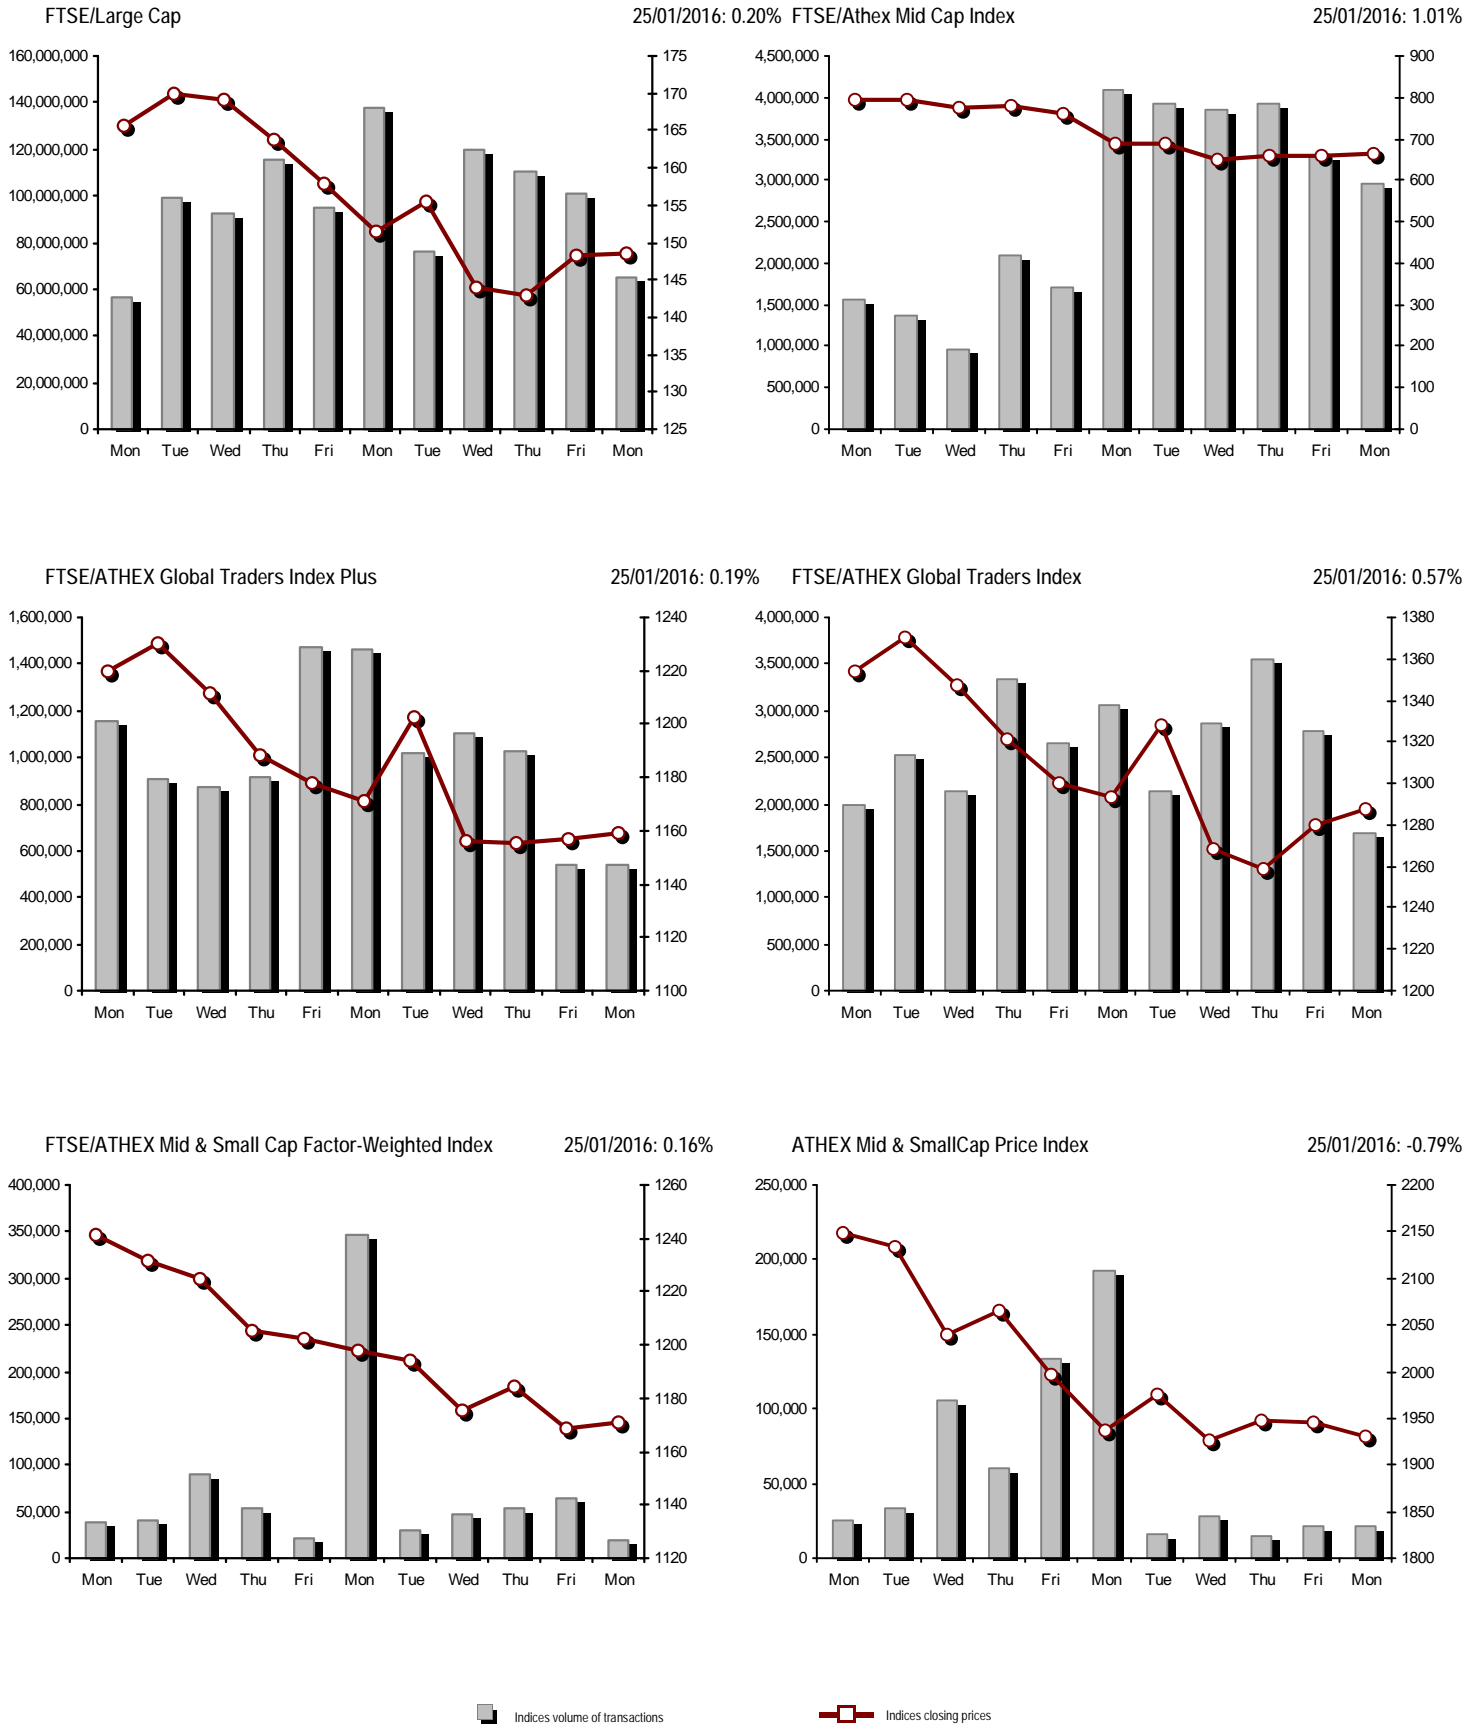 FTSE/Large Cap 25/01/2016: 0.20% FTSE/Athex Mid Cap Index 25/01/2016: 1.01%
160,000,000 175 4,500,000 900
140,000,000 170 4,000,000 800
120,000,000 165 3,500,000 700
100,000,000 160 3,000,000 600
80,000,000 155 2,500,000 500
60,000,000 150 2,000,000 400
40,000,000 145 1,500,000 300
20,000,000 140 1,000,000 200
0 135 500,000 100
130 0 0
125
Mon Tue Wed Thu Fri Mon Tue Wed Thu Fri Mon
Mon Tue Wed Thu Fri Mon Tue Wed Thu Fri Mon
FTSE/ATHEX Global Traders Index Plus 25/01/2016: 0.19% FTSE/ATHEX Global Traders Index 25/01/2016: 0.57%
1,600,000 1240 4,000,000 1380
1,400,000 1220 3,500,000 1360
1,200,000 1200 3,000,000 1340
1,000,000 1180 2,500,000 1320
800,000 1160 2,000,000 1300
600,000 1140 1,500,000 1280
400,000 1120 1,000,000 1260
200,000 1100 500,000 1240
0 0 1220
1200
Mon Tue Wed Thu Fri Mon Tue Wed Thu Fri Mon
Mon Tue Wed Thu Fri Mon Tue Wed Thu Fri Mon
FTSE/ATHEX Mid & Small Cap Factor-Weighted Index 25/01/2016: 0.16% ATHEX Mid & SmallCap Price Index 25/01/2016: -0.79%
400,000 1260 250,000 2200
350,000 1240 200,000 2150
300,000 1220 150,000 2100
250,000 1200 100,000 2050
200,000 1180 50,000 2000
150,000 1160 0 1950
100,000 1140 1900
50,000 1120 1850
0 1800
Mon Tue Wed Thu Fri Mon Tue Wed Thu Fri Mon
Mon Tue Wed Thu Fri Mon Tue Wed Thu Fri Mon
Indices volume of transactions Indices closing prices